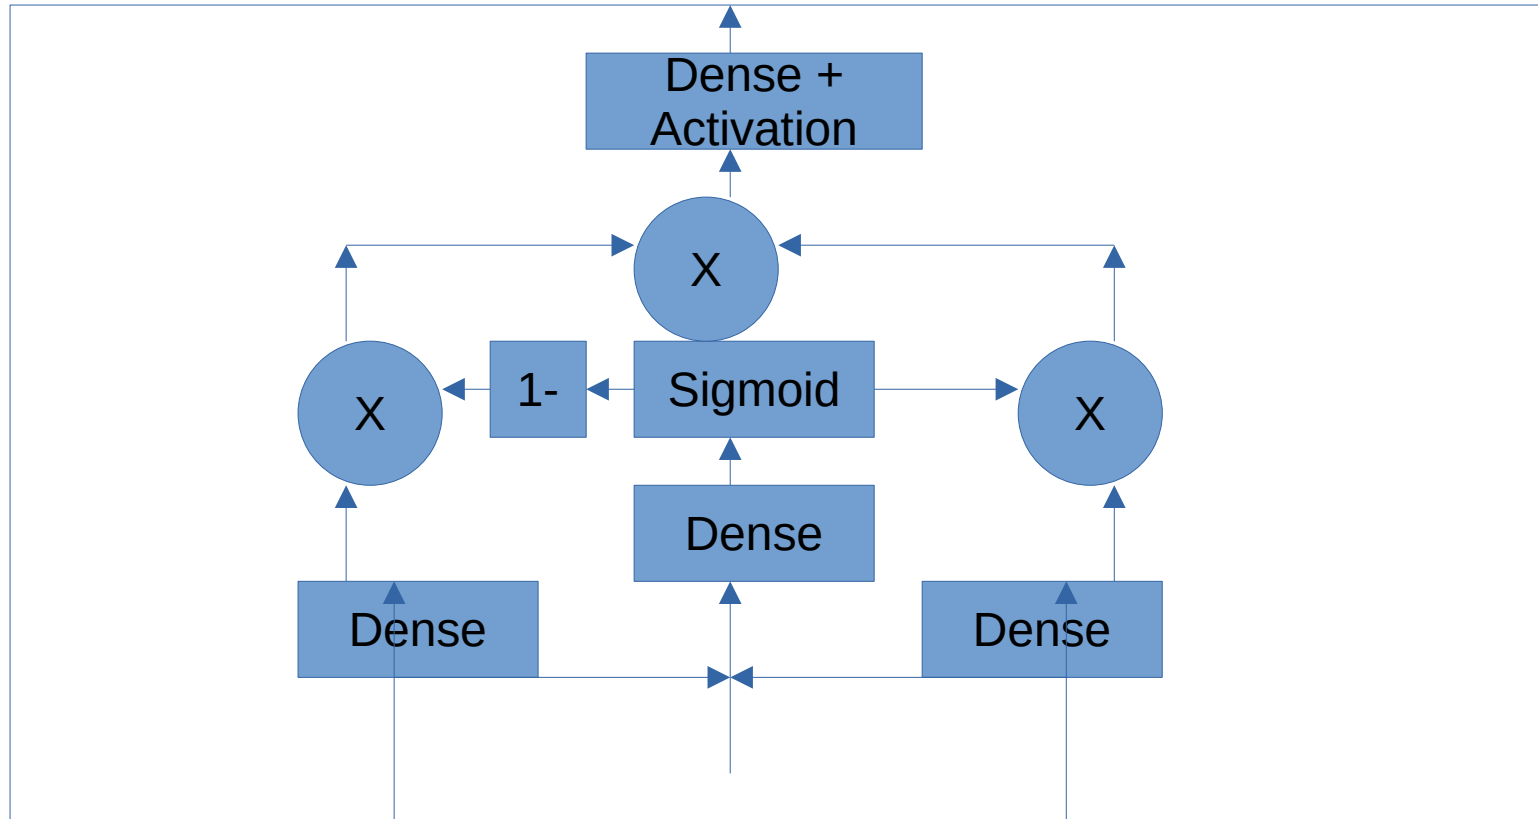 Dense +
Activation
X
X
1-
Sigmoid
X
Dense
Dense
Dense